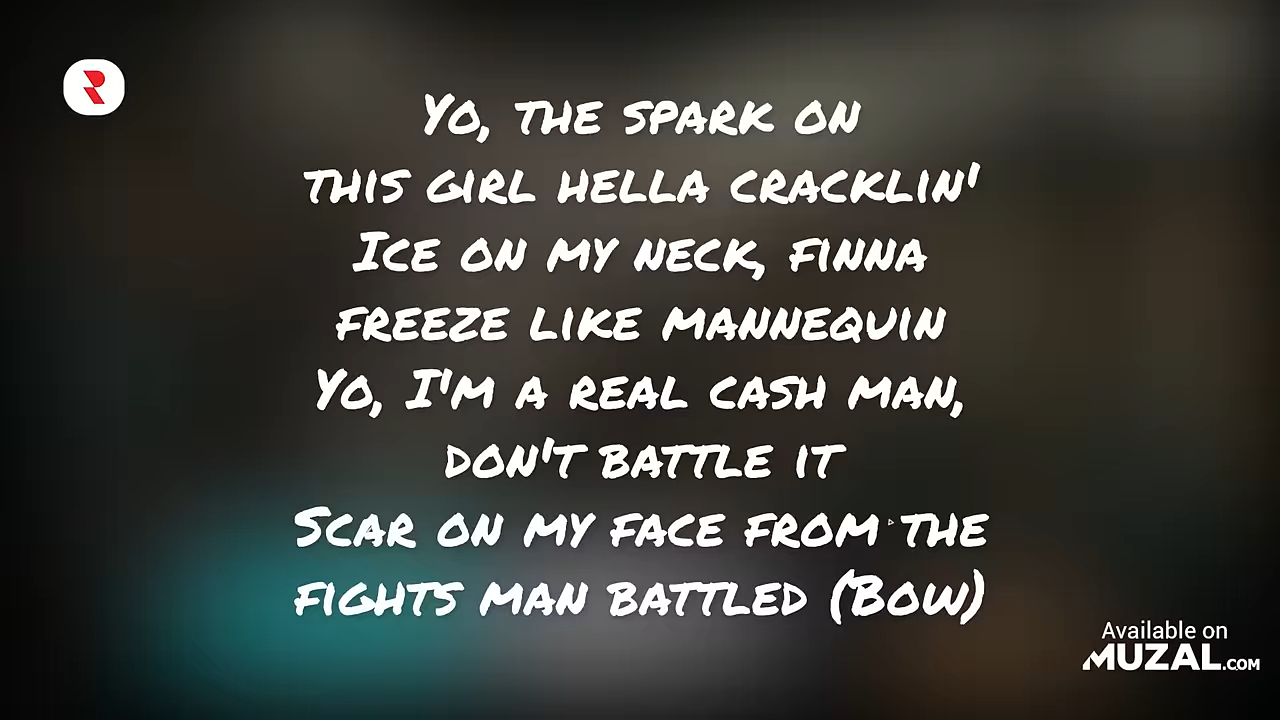 Yo, the spark on
this girl hella cracklin'
Ice on my neck, finna
freeze like mannequin
Yo, I'm a real cash man,
don't battle it
Scar on my face from the
fights man battled (Bow)
Available on
MUZAL.COM